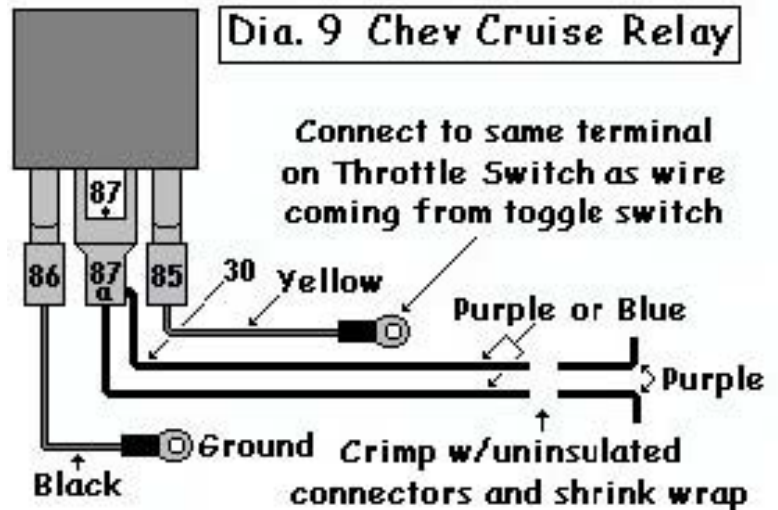 Dia. 9 Chev Cruise Relay
Connect to same terminal
on Throttle Switch as wire
coming from toggle switch
87
86
87
a
85
30
Yellow
Purple or Blue
Purple
Ground
Black
Crimp w/uninsulated
connectors and shrink wrap